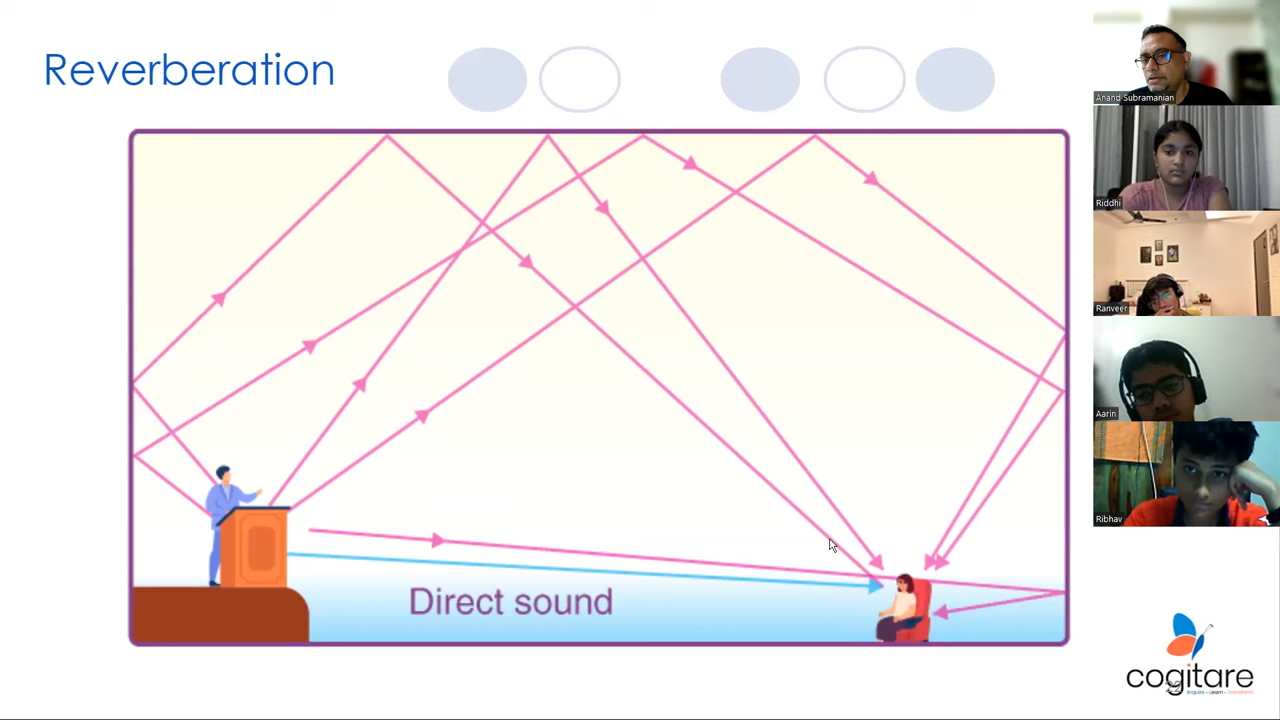 Reverberation
Anand Subramanian
Riddhi
Ranveer
Aarin
Ribhav
Direct sound
cogitare